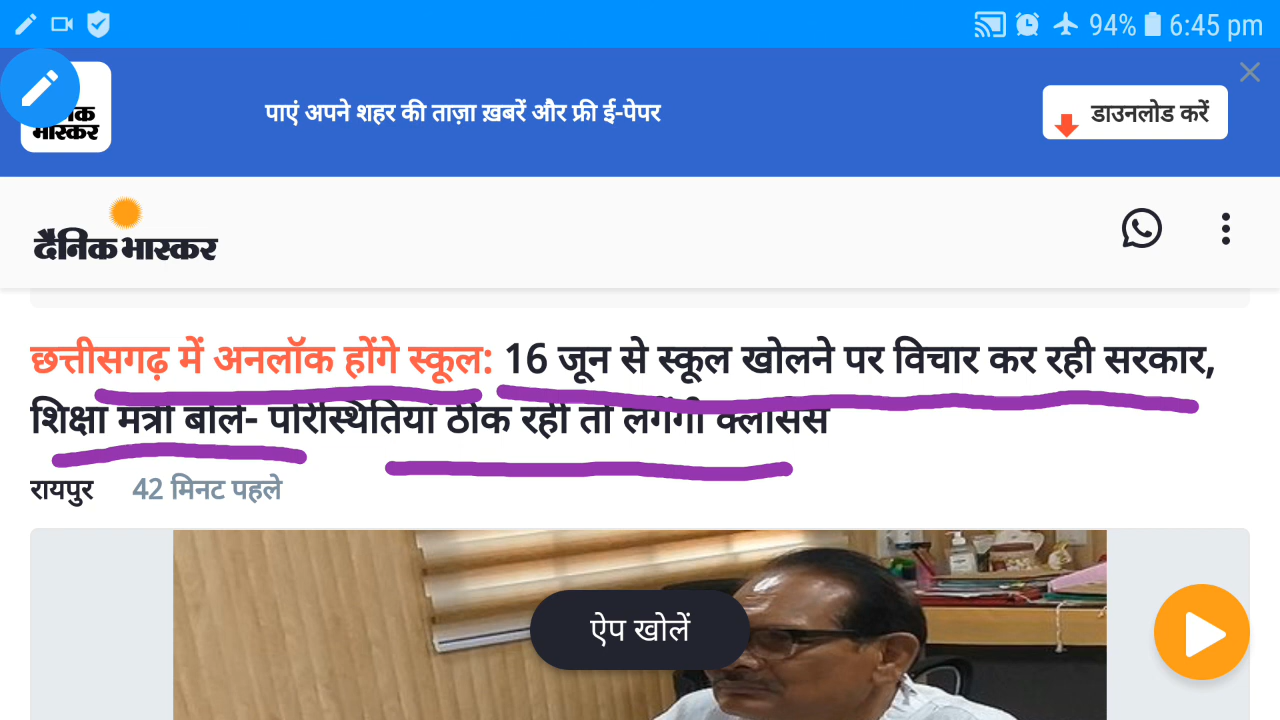 94% 6:45 pm
भास्कर
पाएं अपने शहर की ताज़ा ख़बरें और फ्री ई-पेपर
डाउनलोड करें
दैनिक भास्कर
छत्तीसगढ़ में अनलॉक होंगे स्कूल: 16 जून से स्कूल खोलने पर विचार कर रही सरकार,
शिक्षा मंत्री बोले- परिस्थितियां ठीक रही तो लगेंगी क्लासेस
रायपुर 42 मिनट पहले
ऐप खोलें